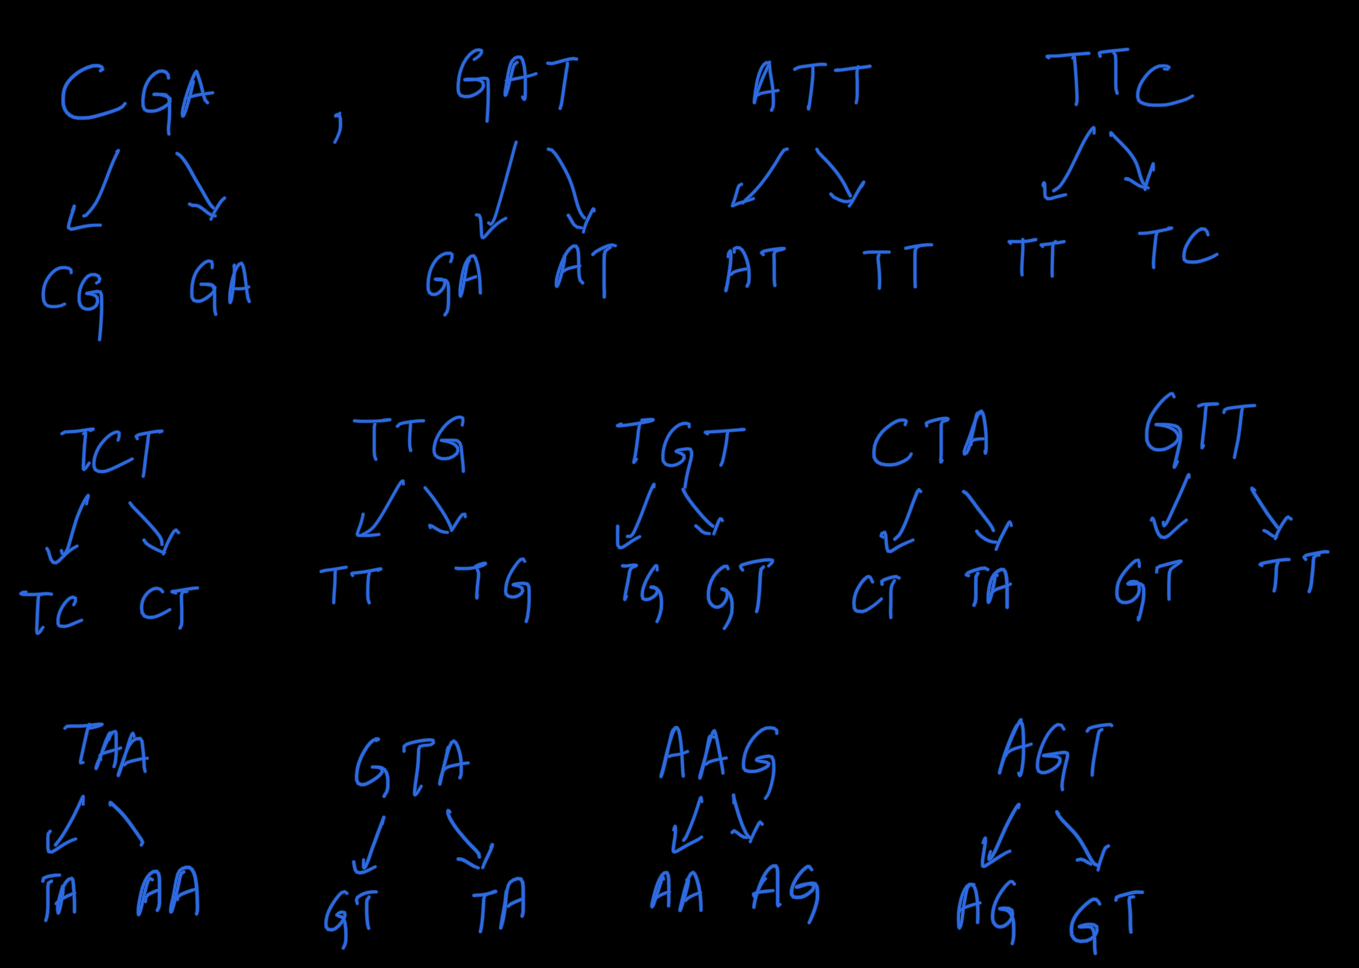 CGA , GAT ATT TTC
CG GA GA AT AT TT TT TC
TCT TTG TGT CTA GTT
TC CT TT TG TG GT CT TA GT TT
TAA GTA AAG AGT
TA AA GT TA AA AG AG GT